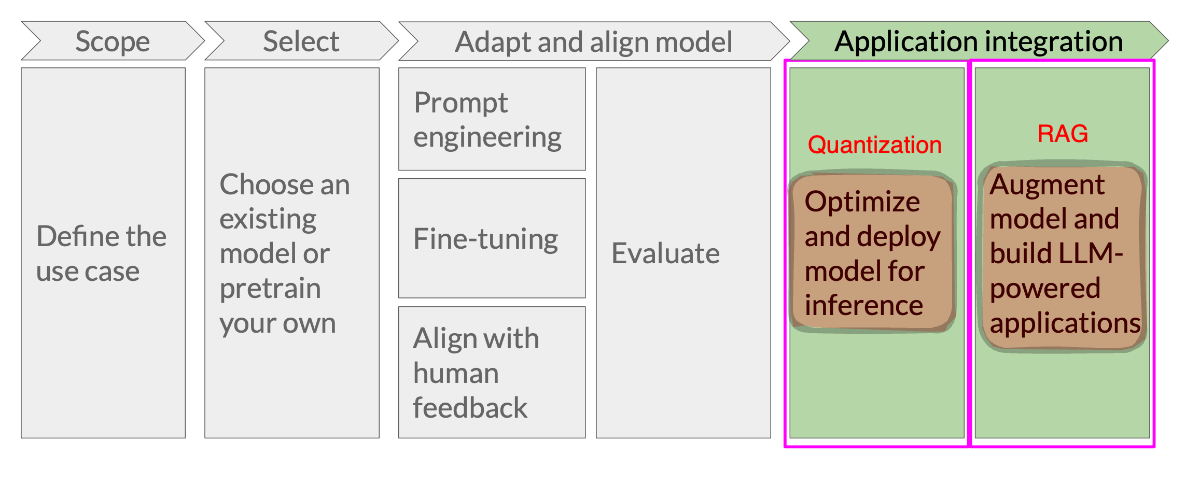 Scope
Select
Adapt and align model
Application integration
Define the
use case
Choose an
existing
model or
pretrain
your own
Prompt
engineering
Fine-tuning
Align with
human
feedback
Evaluate
Quantization
Optimize
and deploy
model for
inference
RAG
Augment
model and
build LLM-
powered
applications